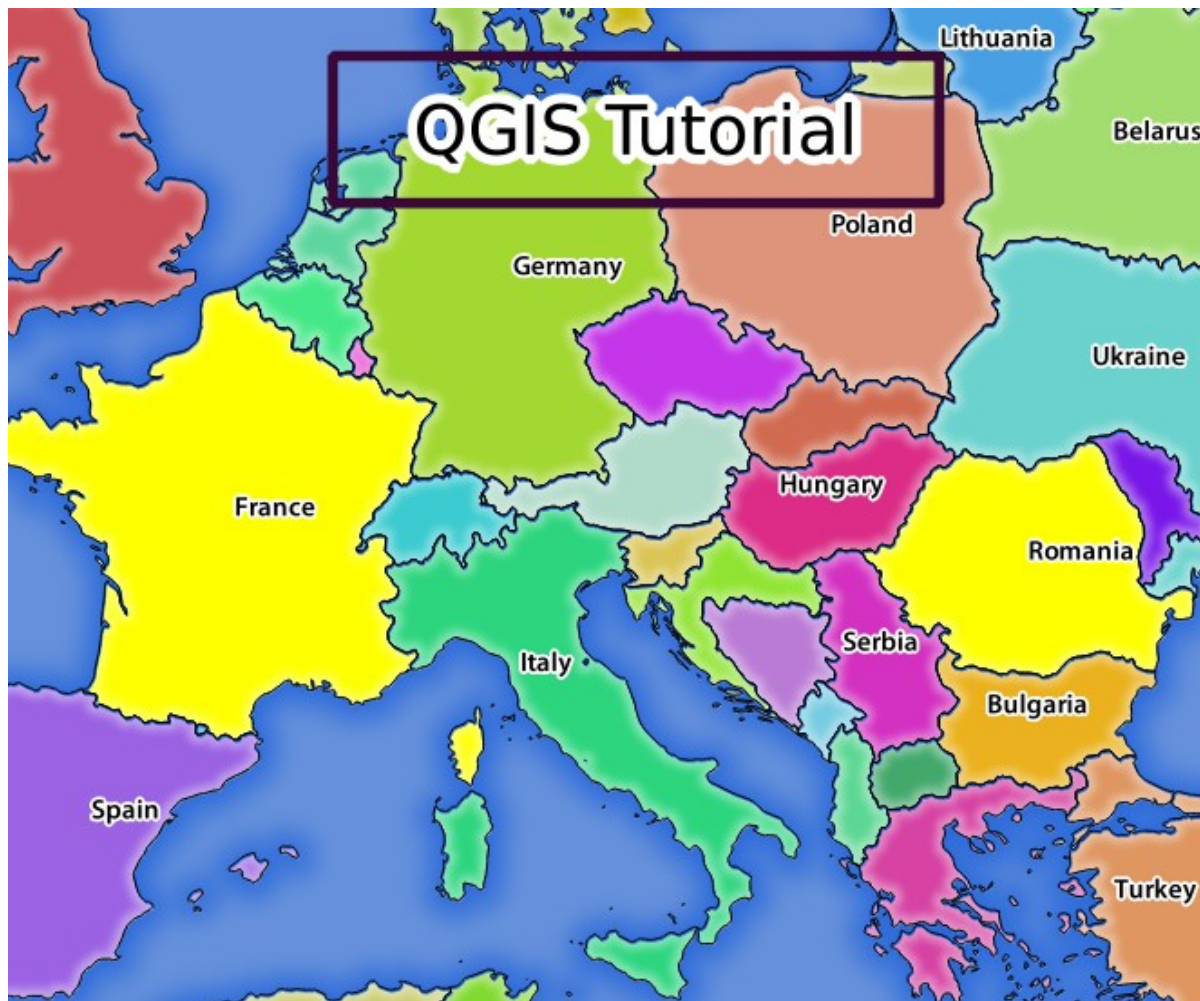 Lithuania
QGIS Tutorial
Belarus
Poland
Germany
Ukraine
Hungary
France
Romania
Serbia
Italy
Bulgaria
Spain
Turkey